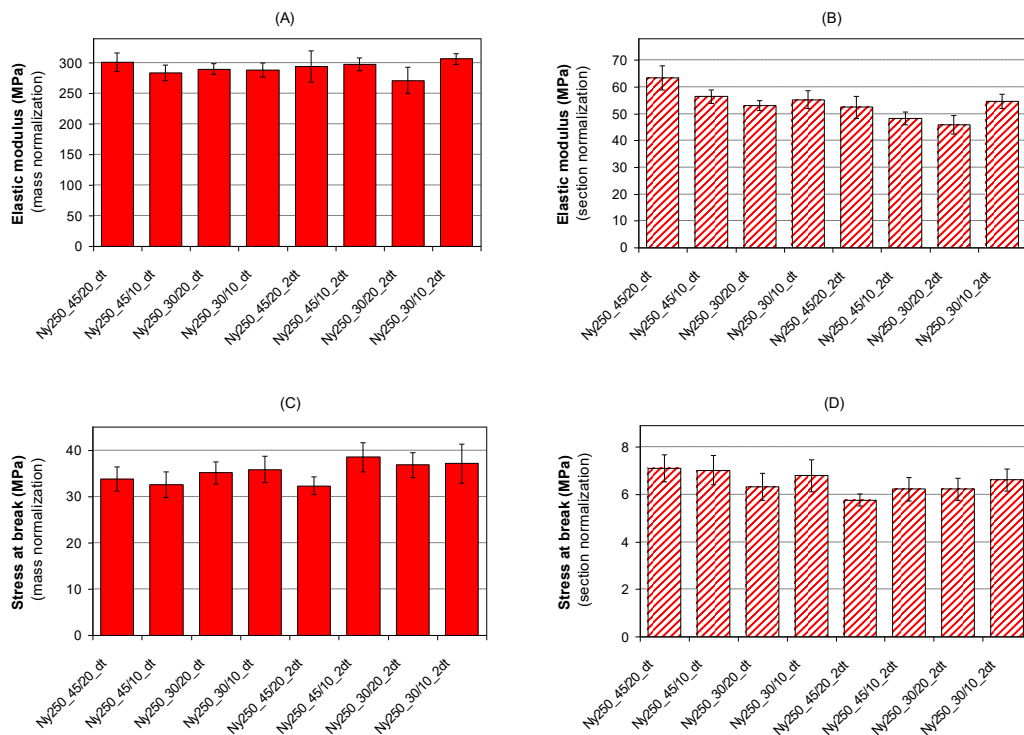 (A)
Elastic modulus (MPa)
(mass normalization)
300
250
300
150
100
50
0
Ny250_45/20_dt
Ny250_45/10_dt
Ny250_30/20_dt
Ny250_30/10_dt
Ny250_45/20_2dt
Ny250_45/10_2dt
Ny250_30/20_2dt
Ny250_30/10_2dt
(B)
Elastic modulus (MPa)
(section normalization)
70
60
50
40
30
20
10
0
Ny250_45/20_dt
Ny250_45/10_dt
Ny250_30/20_dt
Ny250_30/10_dt
Ny250_45/20_2dt
Ny250_45/10_2dt
Ny250_30/20_2dt
Ny250_30/10_2dt
(C)
Stress at break (MPa)
(mass normalization)
40
30
20
10
0
Ny250_45/20_dt
Ny250_45/10_dt
Ny250_30/20_dt
Ny250_30/10_dt
Ny250_45/20_2dt
Ny250_45/10_2dt
Ny250_30/20_2dt
Ny250_30/10_2dt
(D)
Stress at break (MPa)
(section normalization)
8
6
4
2
0
Ny250_45/20_dt
Ny250_45/10_dt
Ny250_30/20_dt
Ny250_30/10_dt
Ny250_45/20_2dt
Ny250_45/10_2dt
Ny250_30/20_2dt
Ny250_30/10_2dt